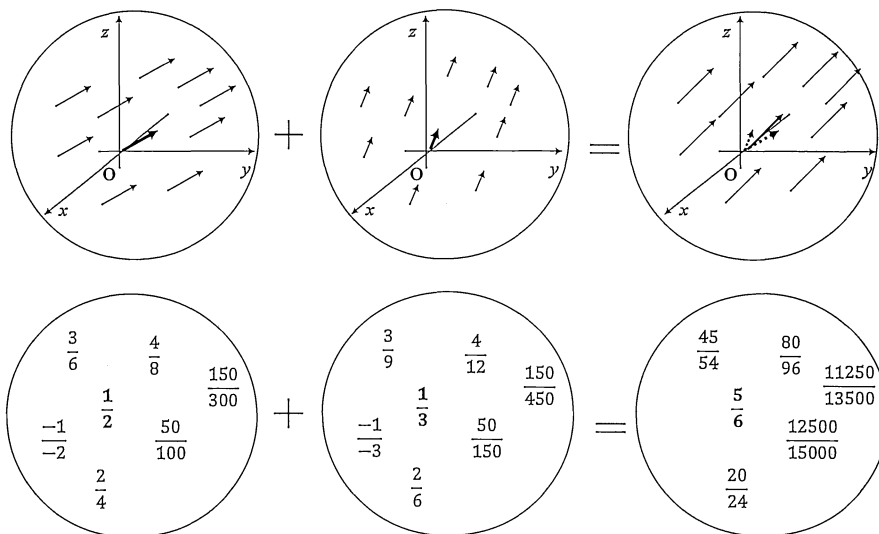 z z z
+ =
O y O y O y
x x x
3/6 4/8 150/300 1/2 -1/-2 50/100 2/4
+
3/9 4/12 150/450 1/3 -1/-3 50/150 2/6
=
45/54 80/96 11250/13500 5/6 12500/15000 20/24